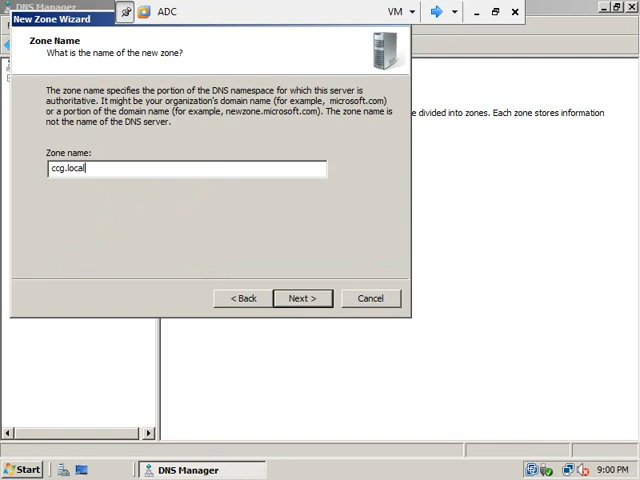 DNS Manager
New Zone Wizard
ADC
VM
Zone Name
What is the name of the new zone?
The zone name specifies the portion of the DNS namespace for which this server is
authoritative. It might be your organization's domain name (for example, microsoft.com)
or a portion of the domain name (for example, newzone.microsoft.com). The zone name is
not the name of the DNS server.
e divided into zones. Each zone stores information
Zone name:
ccg.local
< Back
Next >
Cancel
Start
DNS Manager
9:00 PM